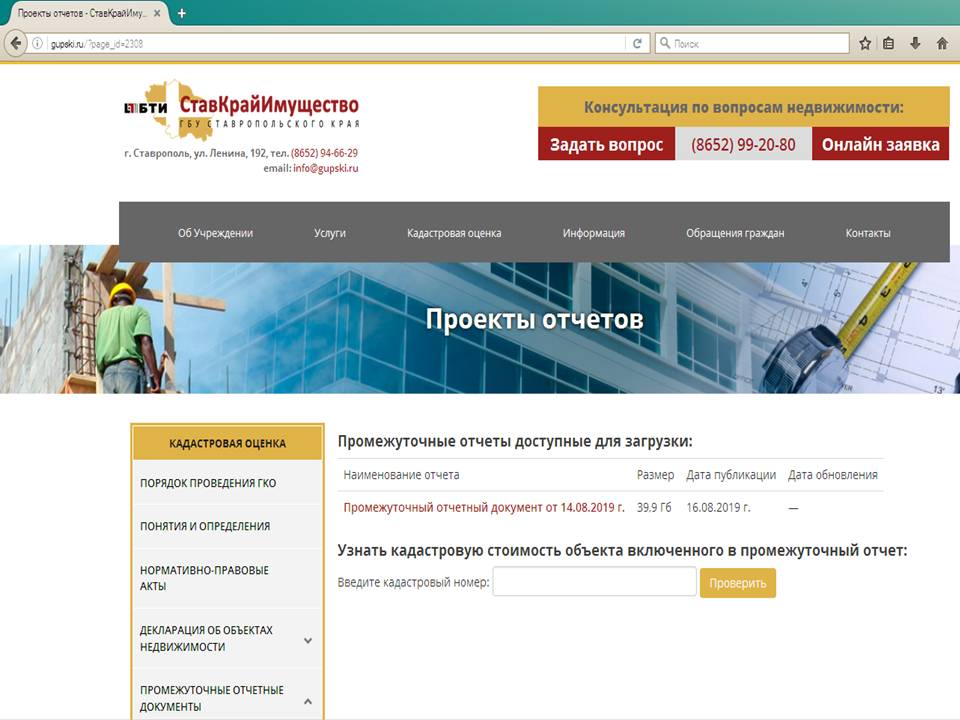 Проекты отчетов - СтавКрайИму...
gupski.ru/?page_id=2308
Поиск
БТИ СтавКрайИмущество
ГБУ СТАВРОПОЛЬСКОГО КРАЯ
г. Ставрополь, ул. Ленина, 192, тел. (8652) 94-66-29
email: info@gupski.ru
Консультация по вопросам недвижимости:
Задать вопрос (8652) 99-20-80 Онлайн заявка
Об Учреждении Услуги Кадастровая оценка Информация Обращения граждан Контакты
Проекты отчетов
13'
КАДАСТРОВАЯ ОЦЕНКА
ПОРЯДОК ПРОВЕДЕНИЯ ГКО
ПОНЯТИЯ И ОПРЕДЕЛЕНИЯ
НОРМАТИВНО-ПРАВОВЫЕ
АКТЫ
ДЕКЛАРАЦИЯ ОБ ОБЪЕКТАХ
НЕДВИЖИМОСТИ
ПРОМЕЖУТОЧНЫЕ ОТЧЕТНЫЕ
ДОКУМЕНТЫ
Промежуточные отчеты доступные для загрузки:
Наименование отчета Размер Дата публикации Дата обновления
Промежуточный отчетный документ от 14.08.2019 г. 39.9 Гб 16.08.2019 г. —
Узнать кадастровую стоимость объекта включенного в промежуточный отчет:
Введите кадастровый номер: Проверить